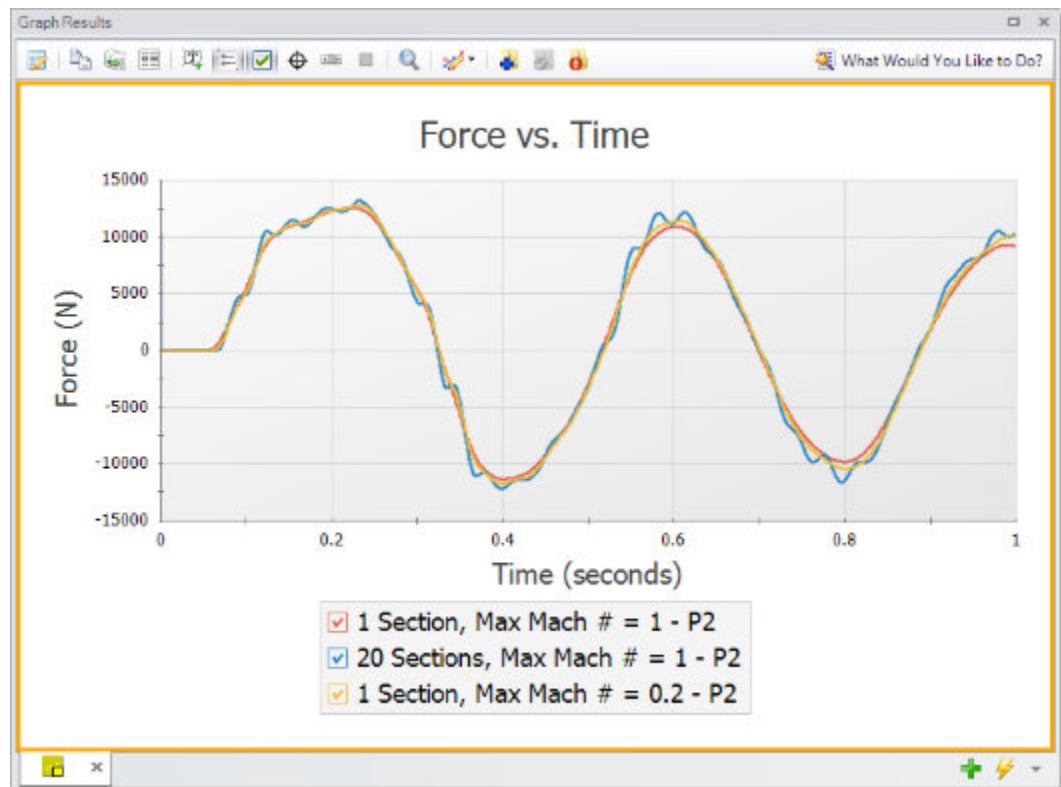 Graph Results
What Would You Like to Do?
Force vs. Time
15000
10000
5000
0
-5000
-10000
-15000
Force (N)
0 0.2 0.4 0.6 0.8 1
Time (seconds)
1 Section, Max Mach # = 1 - P2
20 Sections, Max Mach # = 1 - P2
1 Section, Max Mach # = 0.2 - P2